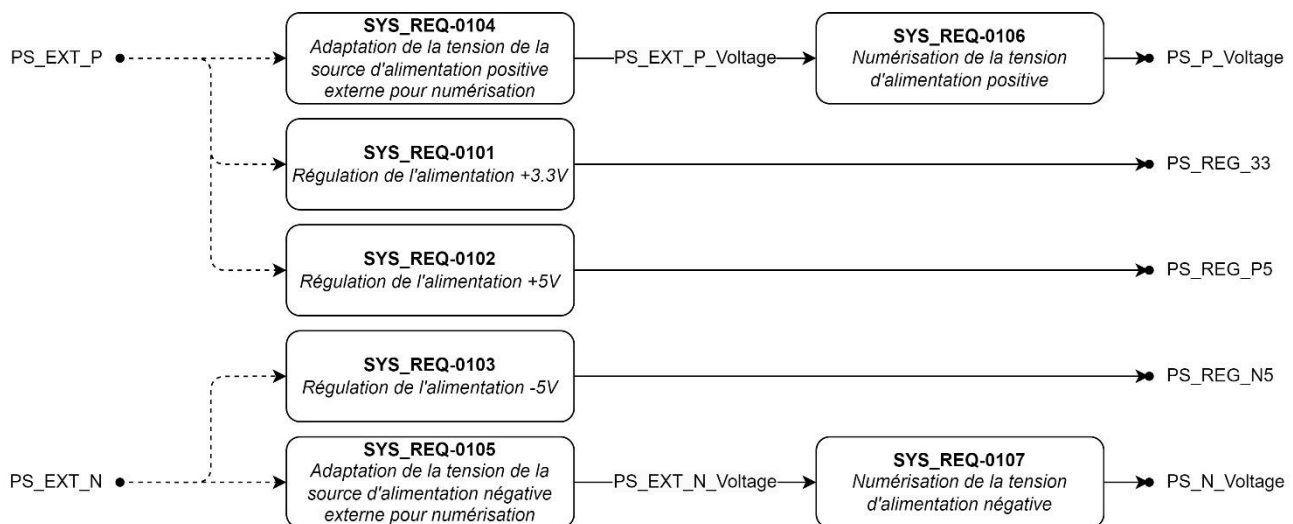 PS_EXT_P
SYS_REQ-0104
Adaptation de la tension de la
source d'alimentation positive
externe pour numérisation
PS_EXT_P_Voltage
SYS_REQ-0106
Numérisation de la tension
d'alimentation positive
PS_P_Voltage
SYS_REQ-0101
Régulation de l'alimentation +3.3V
PS_REG_33
SYS_REQ-0102
Régulation de l'alimentation +5V
PS_REG_P5
SYS_REQ-0103
Régulation de l'alimentation -5V
PS_REG_N5
PS_EXT_N
SYS_REQ-0105
Adaptation de la tension de la
source d'alimentation négative
externe pour numérisation
PS_EXT_N_Voltage
SYS_REQ-0107
Numérisation de la tension
d'alimentation négative
PS_N_Voltage